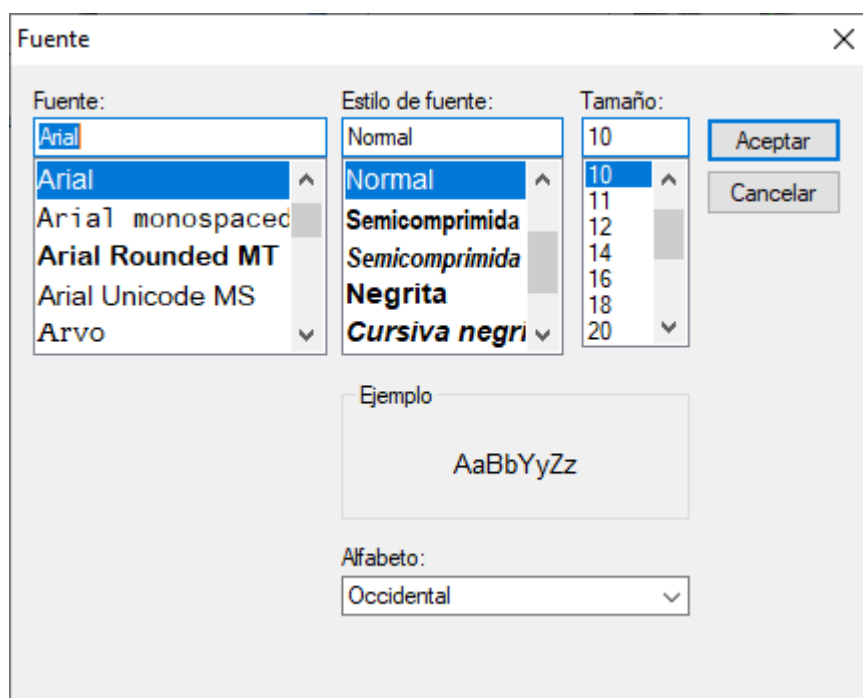 Fuente
Fuente:
Arial
Arial
Arial monospaced
Arial Rounded MT
Arial Unicode MS
Arvo
Estilo de fuente:
Normal
Normal
Semicomprimida
Semicomprimida
Negrita
Cursiva negri
Tamaño:
10
10
11
12
14
16
18
20
Aceptar
Cancelar
Ejemplo
AaBbYyZz
Alfabeto:
Occidental